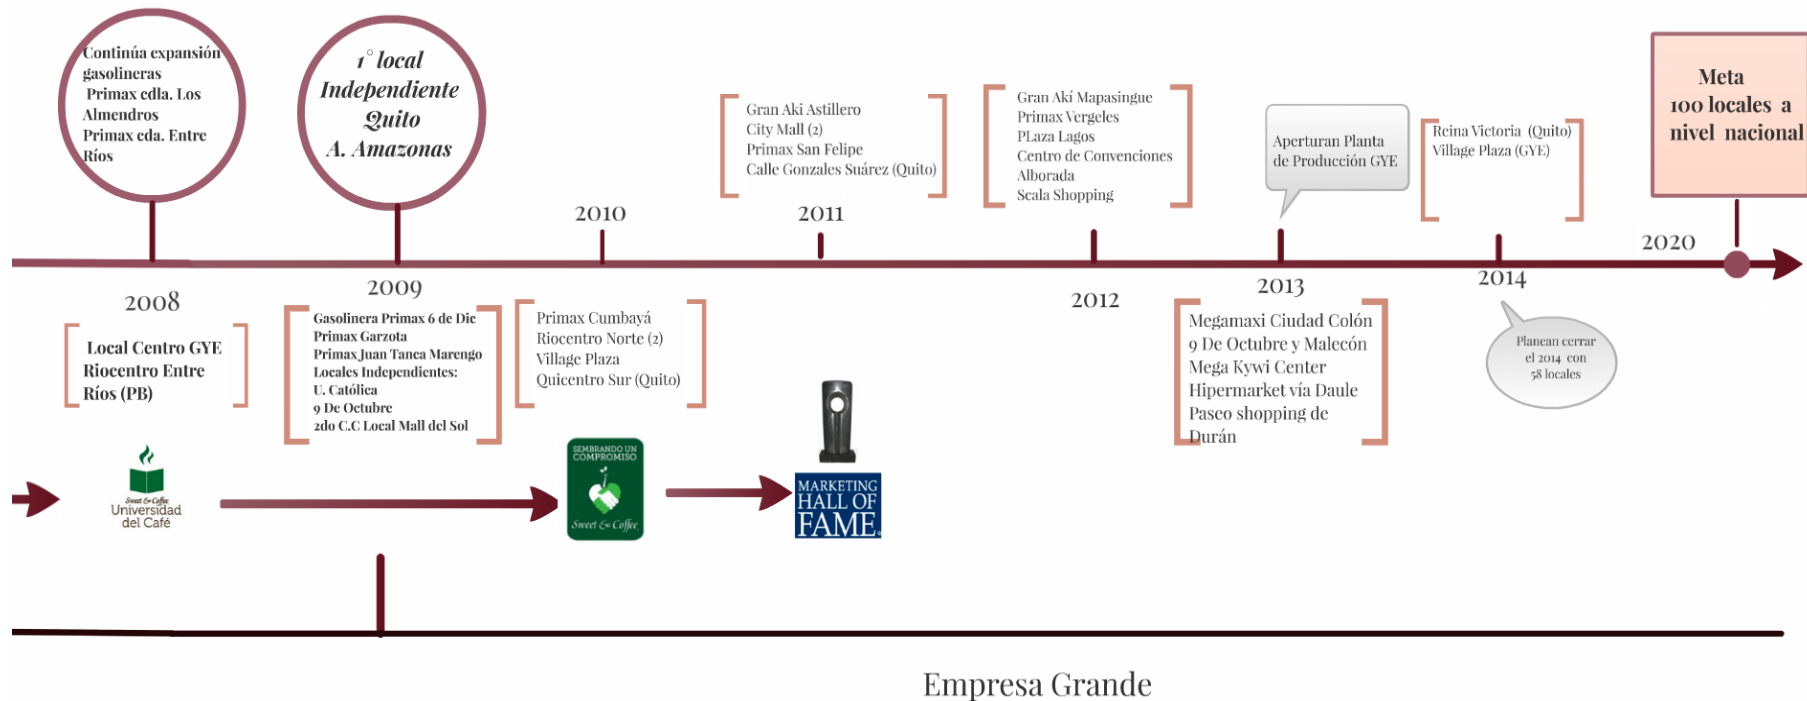 Continúa expansión
gasolineras
Primax cdla. Los
Almendros
Primax cda. Entre
Ríos
1° local
Independiente
Quito
A. Amazonas
2010
Gran Aki Astillero
City Mall (2)
Primax San Felipe
Calle Gonzales Suárez (Quito)
2011
Gran Akí Mapasingue
Primax Vergeles
PLaza Lagos
Centro de Convenciones
Alborada
Scala Shopping
Aperturan Planta
de Producción GYE
Reina Victoria (Quito)
Village Plaza (GYE)
Meta
100 locales a
nivel nacional
2020
2008
Local Centro GYE
Riocentro Entre
Ríos (PB)
2009
Gasolinera Primax 6 de Dic
Primax Garzota
Primax Juan Tanca Marengo
Locales Independientes:
U. Católica
9 De Octubre
2do C.C Local Mall del Sol
Primax Cumbayá
Riocentro Norte (2)
Village Plaza
Quicentro Sur (Quito)
2012
2013
Megamaxi Ciudad Colón
9 De Octubre y Malecón
Mega Kywi Center
Hipermarket vía Daule
Paseo shopping de
Durán
2014
Planean cerrar
el 2014 con
58 locales
Sweet & Coffee
Universidad
del Café
SEMBRANDO UN
COMPROMISO
Sweet & Coffee
MARKETING
HALL OF
FAME®
Empresa Grande